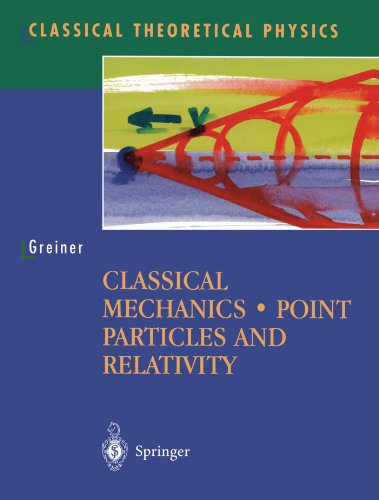 CLASSICAL THEORETICAL PHYSICS
V
Greiner
CLASSICAL
MECHANICS • POINT
PARTICLES AND
RELATIVITY
Springer